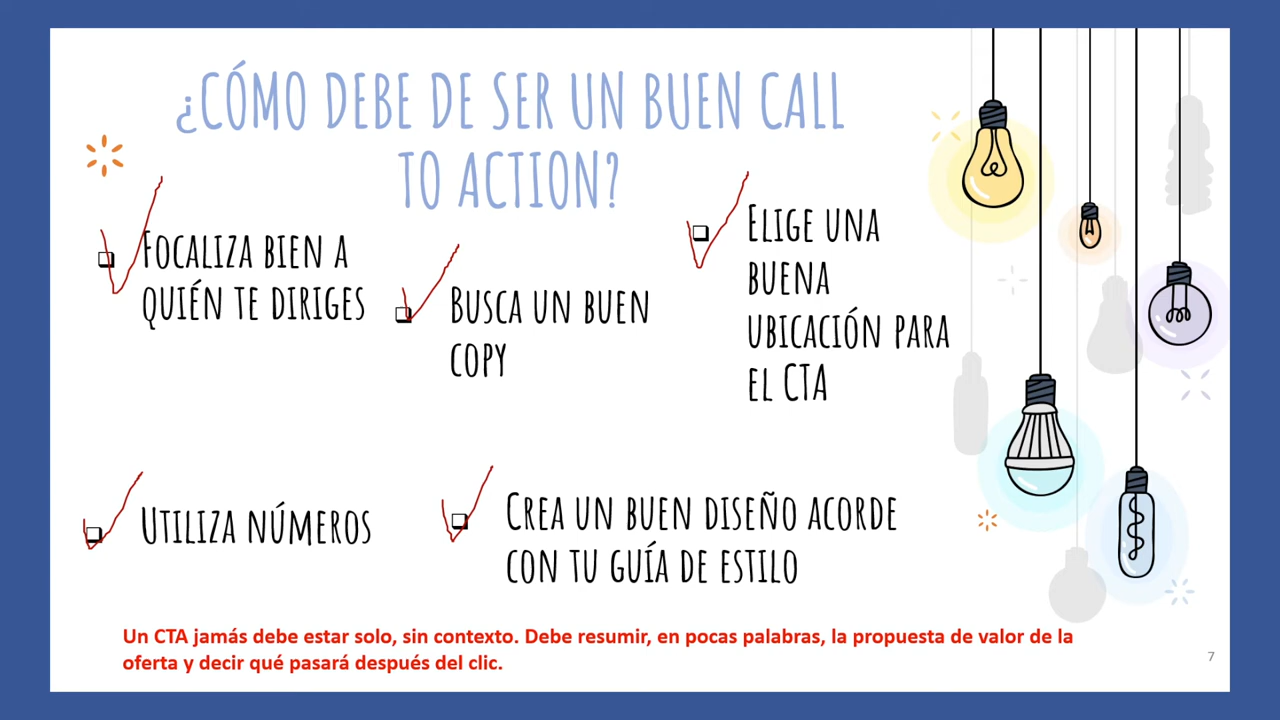 ¿CÓMO DEBE DE SER UN BUEN CALL
TO ACTION?
FOCALIZA BIEN A
QUIÉN TE DIRIGES
BUSCA UN BUEN
COPY
ELIGE UNA
BUENA
UBICACIÓN PARA
EL CTA
UTILIZA NÚMEROS
CREA UN BUEN DISEÑO ACORDE
CON TU GUÍA DE ESTILO
Un CTA jamás debe estar solo, sin contexto. Debe resumir, en pocas palabras, la propuesta de valor de la
oferta y decir qué pasará después del clic.
7